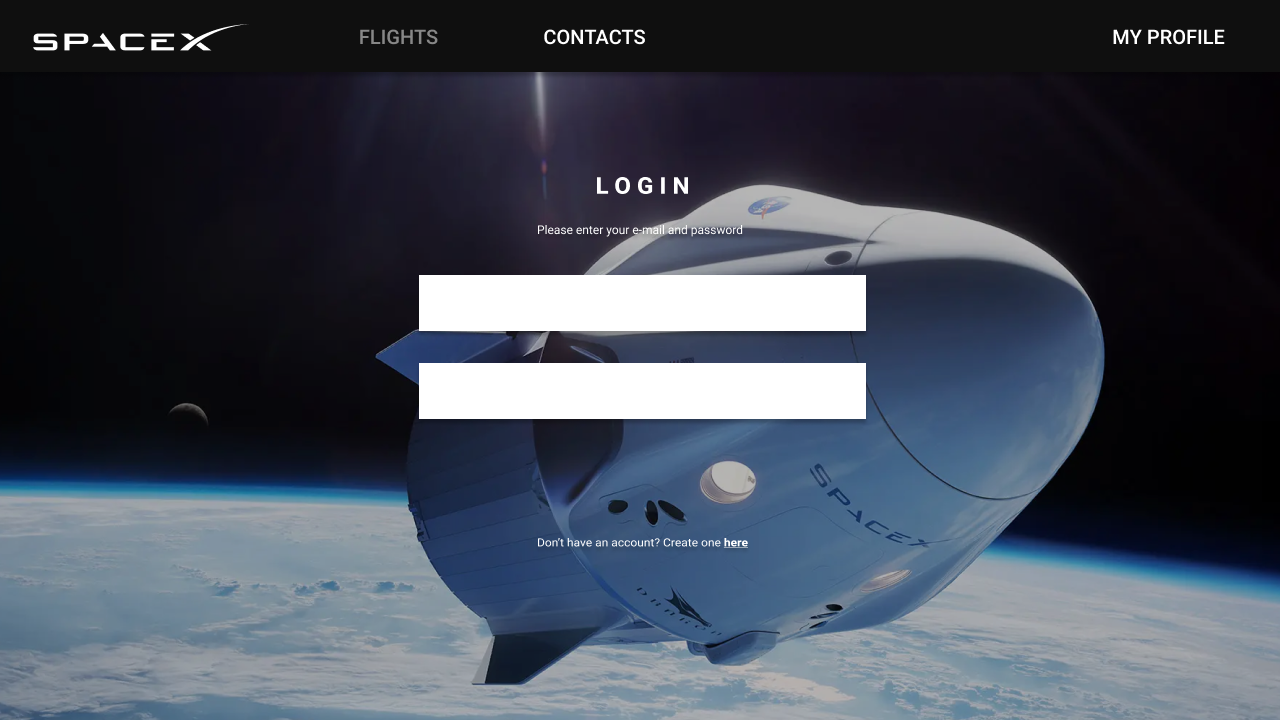 SPACEX
FLIGHTS
CONTACTS
MY PROFILE
LOGIN
Please enter your e-mail and password
SPACEX
DRAGON
Don't have an account? Create one here